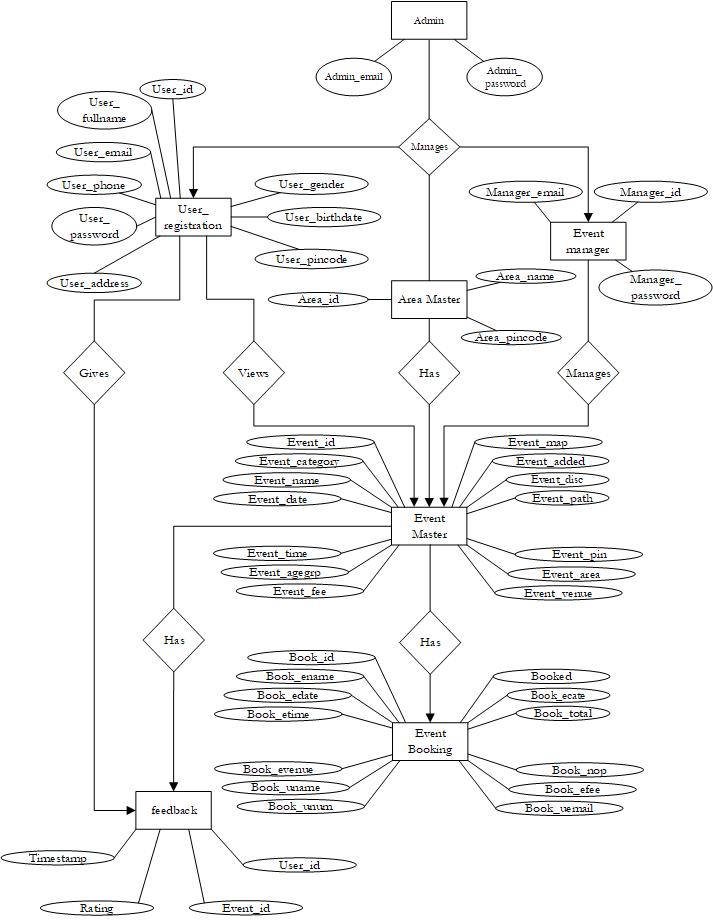 Admin
Admin_email
Admin_
password
User_id
User_
fullname
User_email
User_phone
User_
password
User_address
User_
registration
User_gender
User_birthdate
User_pincode
Manages
Manager_email
Manager_id
Event
manager
Manager_
password
Area_name
Area_id
Area Master
Area_pincode
Gives
Views
Has
Manages
Event_id
Event_category
Event_name
Event_date
Event_map
Event_added
Event_disc
Event_path
Event
Master
Event_time
Event_agegrp
Event_fee
Event_pin
Event_area
Event_venue
Has
Has
Book_id
Book_ename
Book_edate
Book_etime
Booked
Book_ecate
Book_total
Event
Booking
Book_evenue
Book_uname
Book_unum
Book_nop
Book_efee
Book_uemail
feedback
Timestamp
Rating
Event_id
User_id